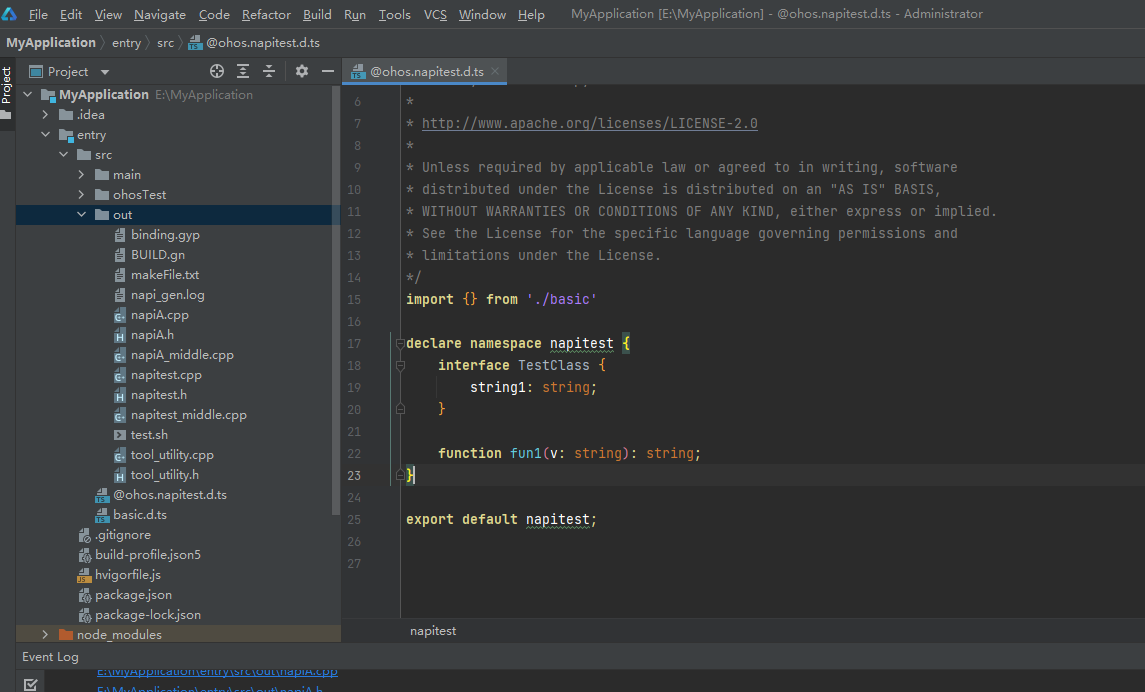 File Edit View Navigate Code Refactor Build Run Tools VCS Window Help MyApplication [E:\MyApplication] - @ohos.napitest.d.ts - Administrator
MyApplication entry src @ohos.napitest.d.ts
Project
Project
@ohos.napitest.d.ts
MyApplication E:\MyApplication
.idea
entry
src
main
ohosTest
out
binding.gyp
BUILD.gn
makeFile.txt
napi_gen.log
napiA.cpp
napiA.h
napiA_middle.cpp
napitest.cpp
napitest.h
napitest_middle.cpp
test.sh
tool_utility.cpp
tool_utility.h
@ohos.napitest.d.ts
basic.d.ts
.gitignore
build-profile.json5
hvigorfile.js
package.json
package-lock.json
node_modules
6 *
7 * http://www.apache.org/licenses/LICENSE-2.0
8 *
9 * Unless required by applicable law or agreed to in writing, software
10 * distributed under the License is distributed on an "AS IS" BASIS,
11 * WITHOUT WARRANTIES OR CONDITIONS OF ANY KIND, either express or implied.
12 * See the License for the specific language governing permissions and
13 * limitations under the License.
14 */
15 import {} from './basic'
16
17 declare namespace napitest {
18 interface TestClass {
19 string1: string;
20 }
21
22 function fun1(v: string): string;
23 }
24
25 export default napitest;
26
27
napitest
Event Log
E:\MyApplication\entry\src\out\napiA.cpp
E:\MyApplication\entry\src\out\napiA.h